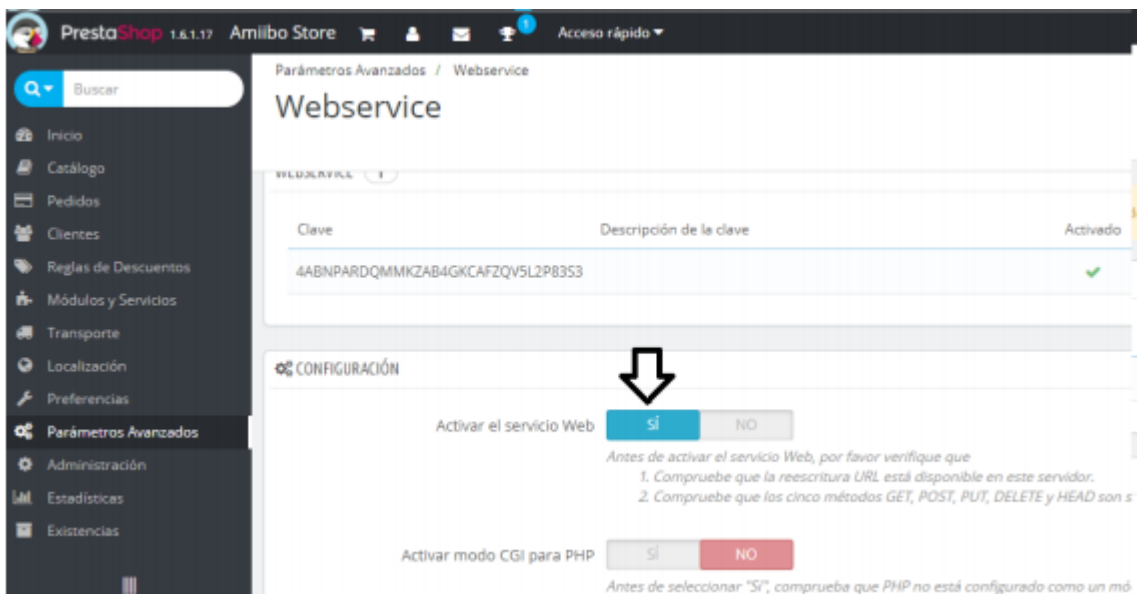 PrestaShop 1.6.1.17 Amiibo Store 1 Acceso rápido
Buscar
Inicio
Catálogo
Pedidos
Clientes
Reglas de Descuentos
Módulos y Servicios
Transporte
Localización
Preferencias
Parámetros Avanzados
Administración
Estadísticas
Existencias
Parámetros Avanzados / Webservice
Webservice
WEBSERVICE 1
Clave Descripción de la clave Activado
4ABNPARDQMMKZAB4GKCAFZQV5L2P83S3
CONFIGURACIÓN
Activar el servicio Web SÍ NO
Antes de activar el servicio Web, por favor verifique que
1. Compruebe que la reescritura URL está disponible en este servidor.
2. Compruebe que los cinco métodos GET, POST, PUT, DELETE y HEAD son s
Activar modo CGI para PHP SÍ NO
Antes de seleccionar "Sí", comprueba que PHP no está configurado como un mó